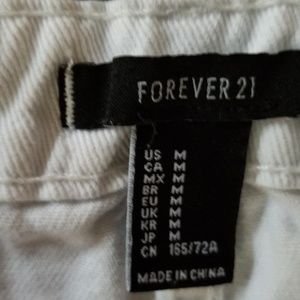 FOREVER 21
US M
CA M
MX M
BR M
EU M
UK M
KR M
JP M
CN 165/72A
MADE IN CHINA